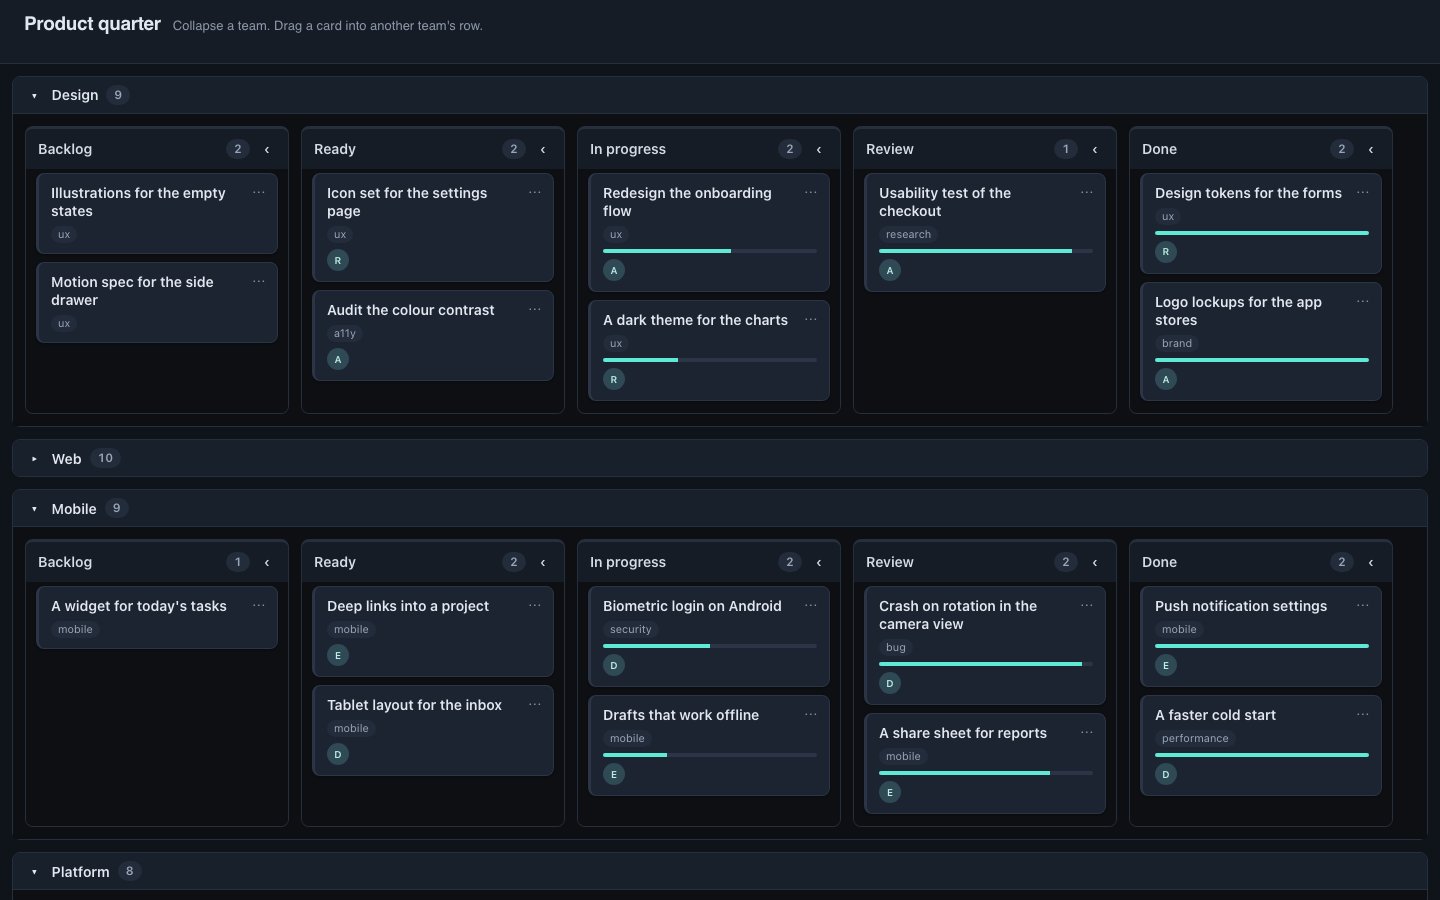 Product quarter Collapse a team. Drag a card into another team's row.
▾ Design 9
Backlog 2 ‹
Illustrations for the empty ···
states
ux
Motion spec for the side ···
drawer
ux
Ready 2 ‹
Icon set for the settings ···
page
ux
R
Audit the colour contrast ···
a11y
A
In progress 2 ‹
Redesign the onboarding ···
flow
ux
A
A dark theme for the charts ···
ux
R
Review 1 ‹
Usability test of the ···
checkout
research
A
Done 2 ‹
Design tokens for the forms ···
ux
R
Logo lockups for the app ···
stores
brand
A
▸ Web 10
▾ Mobile 9
Backlog 1 ‹
A widget for today's tasks ···
mobile
Ready 2 ‹
Deep links into a project ···
mobile
E
Tablet layout for the inbox ···
mobile
D
In progress 2 ‹
Biometric login on Android ···
security
D
Drafts that work offline ···
mobile
E
Review 2 ‹
Crash on rotation in the ···
camera view
bug
D
A share sheet for reports ···
mobile
E
Done 2 ‹
Push notification settings ···
mobile
E
A faster cold start ···
performance
D
▾ Platform 8